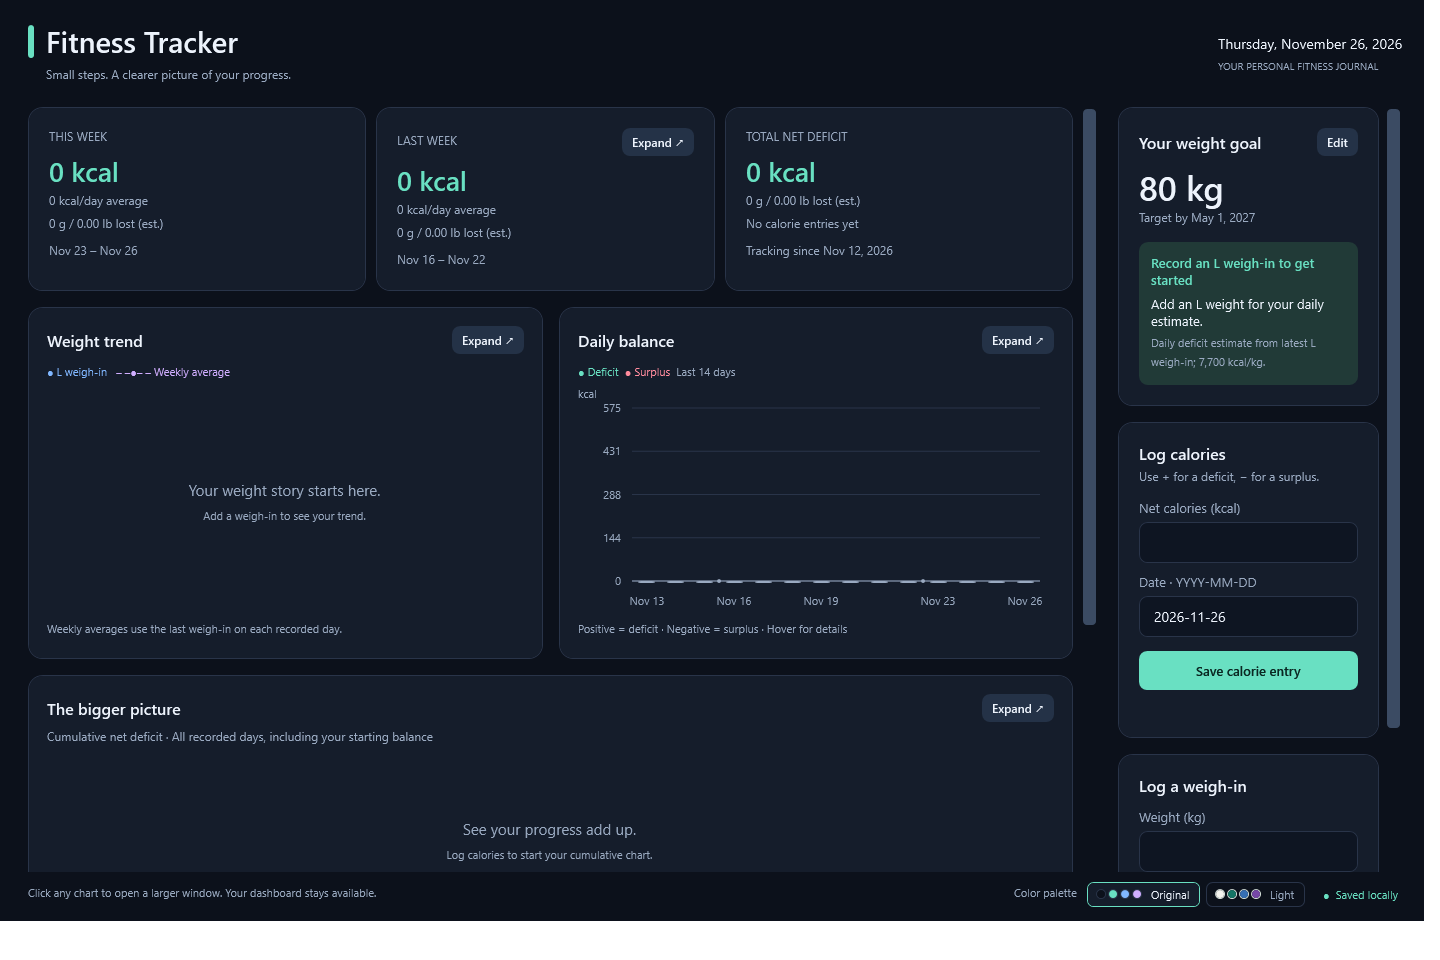 Fitness Tracker
Small steps. A clearer picture of your progress.
Thursday, November 26, 2026
YOUR PERSONAL FITNESS JOURNAL
THIS WEEK
0 kcal
0 kcal/day average
0 g / 0.00 lb lost (est.)
Nov 23 – Nov 26
LAST WEEK
Expand ↗
0 kcal
0 kcal/day average
0 g / 0.00 lb lost (est.)
Nov 16 – Nov 22
TOTAL NET DEFICIT
0 kcal
0 g / 0.00 lb lost (est.)
No calorie entries yet
Tracking since Nov 12, 2026
Weight trend
Expand ↗
● L weigh-in – –●– – Weekly average
Your weight story starts here.
Add a weigh-in to see your trend.
Weekly averages use the last weigh-in on each recorded day.
Daily balance
Expand ↗
● Deficit ● Surplus Last 14 days
kcal
575
431
288
144
0
Nov 13 Nov 16 Nov 19 Nov 23 Nov 26
Positive = deficit · Negative = surplus · Hover for details
The bigger picture
Expand ↗
Cumulative net deficit · All recorded days, including your starting balance
See your progress add up.
Log calories to start your cumulative chart.
Your weight goal
Edit
80 kg
Target by May 1, 2027
Record an L weigh-in to get
started
Add an L weight for your daily
estimate.
Daily deficit estimate from latest L
weigh-in; 7,700 kcal/kg.
Log calories
Use + for a deficit, − for a surplus.
Net calories (kcal)
Date · YYYY-MM-DD
2026-11-26
Save calorie entry
Log a weigh-in
Weight (kg)
Click any chart to open a larger window. Your dashboard stays available.
Color palette
Original
Light
● Saved locally